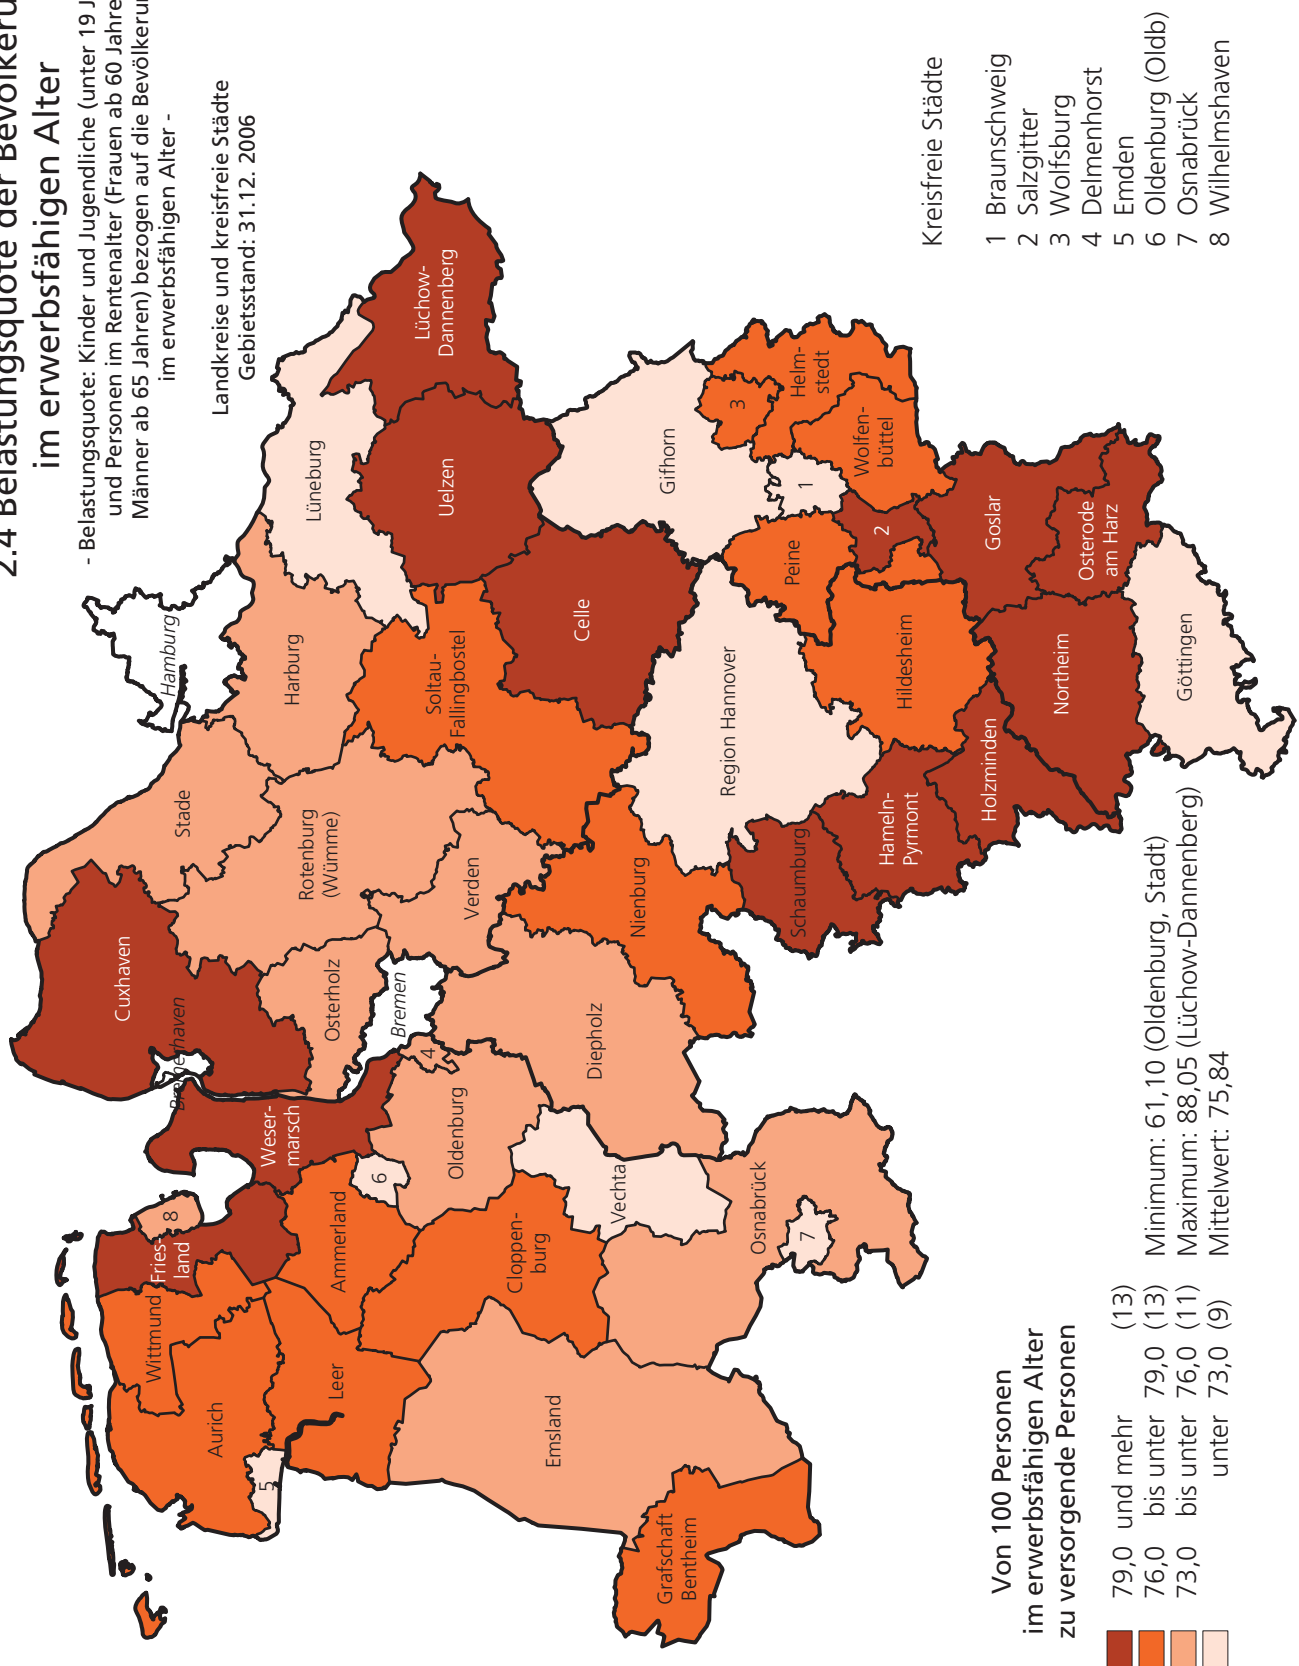 2.4 Belastungsquote der Bevölkeru
im erwerbsfähigen Alter
- Belastungsquote: Kinder und Jugendliche (unter 19 J
und Personen im Rentenalter (Frauen ab 60 Jahre
Männer ab 65 Jahren) bezogen auf die Bevölkeru
im erwerbsfähigen Alter -
Landkreise und kreisfreie Städte
Gebietsstand: 31.12. 2006
Hamburg
Lüneburg
Lüchow-
Dannenberg
Uelzen
Harburg
Stade
Cuxhaven
Bremerhaven
Rotenburg
(Wümme)
Soltau-
Fallingbostel
Celle
Gifhorn
Osterholz
Verden
Bremen
Weser-
marsch
8
Fries-
land
Wittmund
Aurich
5
Leer
Ammerland
6
Oldenburg
4
Diepholz
Nienburg
Region Hannover
Peine
1
3
Helm-
stedt
Wolfen-
büttel
2
Cloppen-
burg
Vechta
Emsland
Grafschaft
Bentheim
Osnabrück
7
Schaumburg
Hameln-
Pyrmont
Hildesheim
Holzminden
Goslar
Osterode
am Harz
Northeim
Göttingen
Kreisfreie Städte
1 Braunschweig
2 Salzgitter
3 Wolfsburg
4 Delmenhorst
5 Emden
6 Oldenburg (Oldb)
7 Osnabrück
8 Wilhelmshaven
Von 100 Personen
im erwerbsfähigen Alter
zu versorgende Personen
79,0 und mehr (13)
76,0 bis unter 79,0 (13)
73,0 bis unter 76,0 (11)
unter 73,0 (9)
Minimum: 61,10 (Oldenburg, Stadt)
Maximum: 88,05 (Lüchow-Dannenberg)
Mittelwert: 75,84